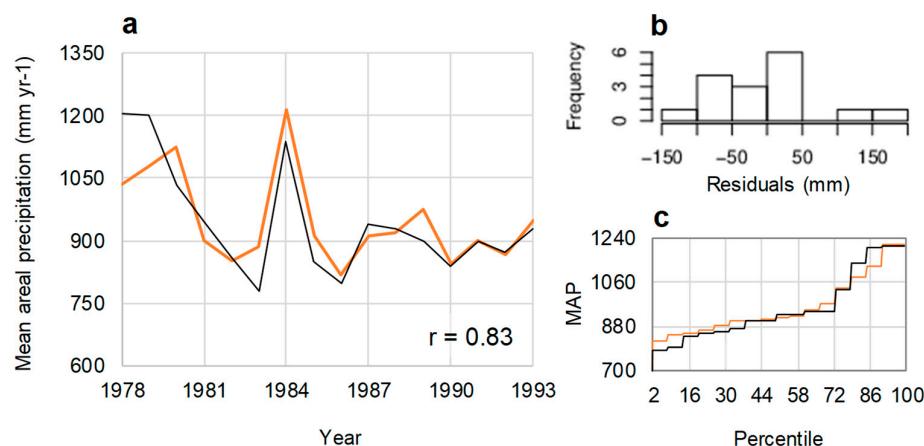 a
Mean areal precipitation (mm yr-1)
1350
1200
1050
900
750
600
r = 0.83
1978 1981 1984 1987 1990 1993
Year
b
Frequency
6
3
0
−150 −50 50 150
Residuals (mm)
c
MAP
1240
1060
880
700
2 16 30 44 58 72 86 100
Percentile